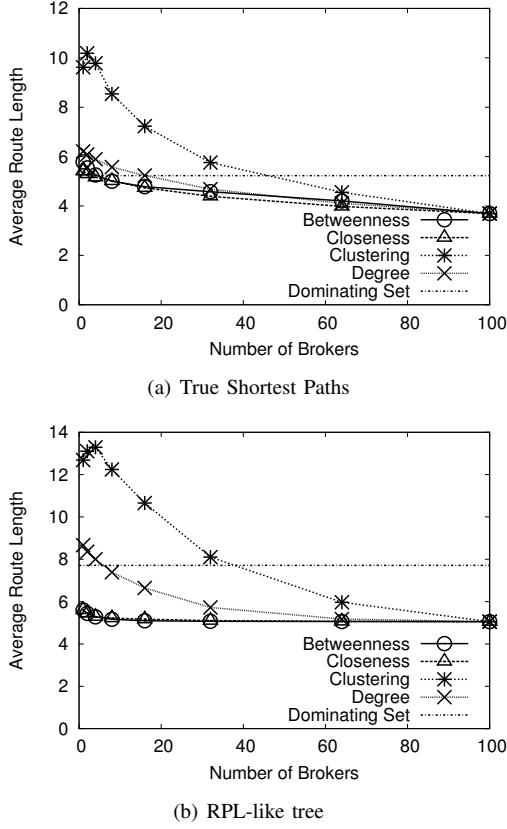 12
10
8
6
4
2
0
Average Route Length
Betweenness
Closeness
Clustering
Degree
Dominating Set
0 20 40 60 80 100
Number of Brokers
(a) True Shortest Paths
14
12
10
8
6
4
2
0
Average Route Length
Betweenness
Closeness
Clustering
Degree
Dominating Set
0 20 40 60 80 100
Number of Brokers
(b) RPL-like tree